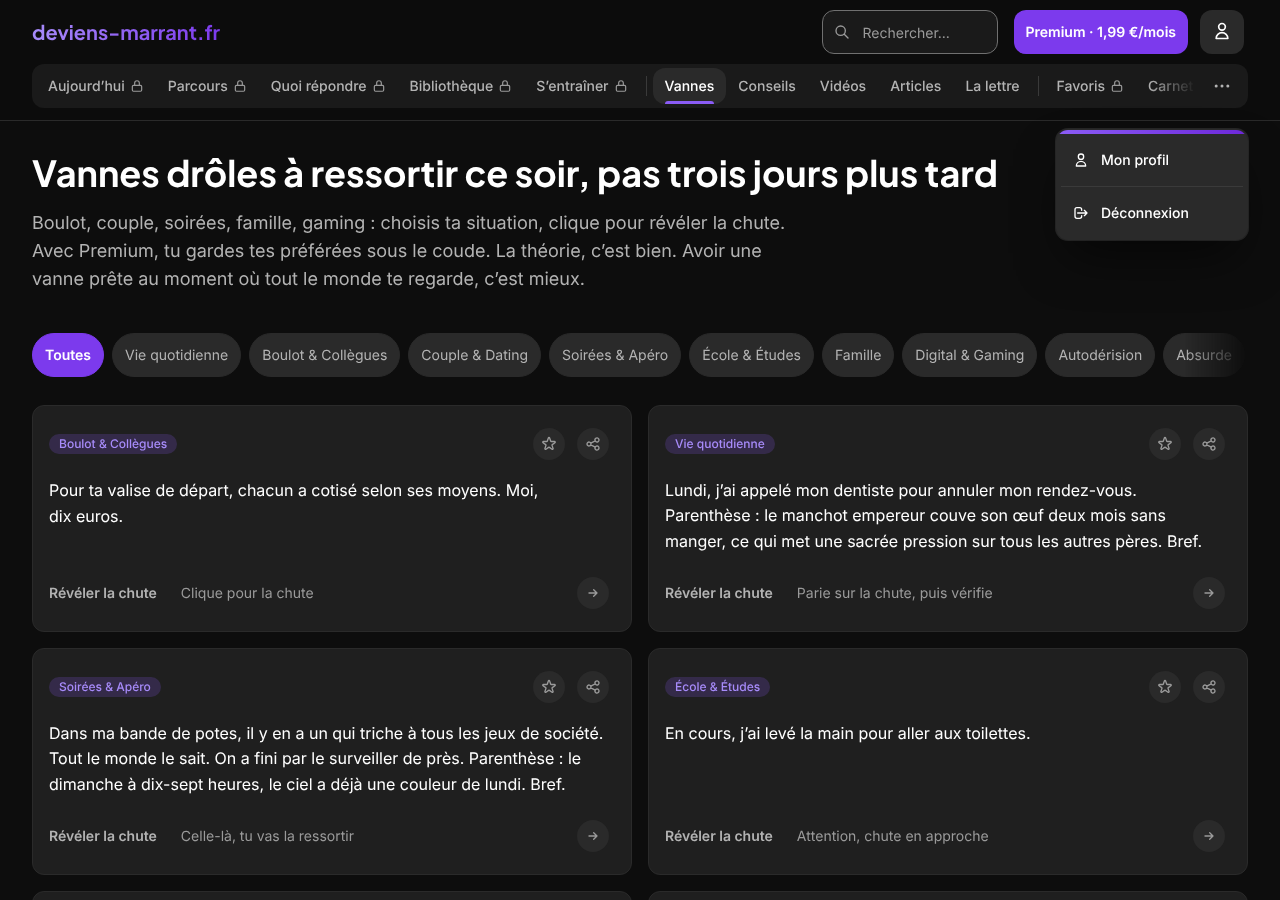 deviens-marrant.fr
Rechercher...
Premium · 1,99 €/mois
Aujourd’hui
Parcours
Quoi répondre
Bibliothèque
S’entraîner
Vannes
Conseils
Vidéos
Articles
La lettre
Favoris
Carnet
Mon profil
Déconnexion
Vannes drôles à ressortir ce soir, pas trois jours plus tard
Boulot, couple, soirées, famille, gaming : choisis ta situation, clique pour révéler la chute.
Avec Premium, tu gardes tes préférées sous le coude. La théorie, c’est bien. Avoir une
vanne prête au moment où tout le monde te regarde, c’est mieux.
Toutes
Vie quotidienne
Boulot & Collègues
Couple & Dating
Soirées & Apéro
École & Études
Famille
Digital & Gaming
Autodérision
Absurde
Boulot & Collègues
Pour ta valise de départ, chacun a cotisé selon ses moyens. Moi,
dix euros.
Révéler la chute
Clique pour la chute
Vie quotidienne
Lundi, j’ai appelé mon dentiste pour annuler mon rendez-vous.
Parenthèse : le manchot empereur couve son œuf deux mois sans
manger, ce qui met une sacrée pression sur tous les autres pères. Bref.
Révéler la chute
Parie sur la chute, puis vérifie
Soirées & Apéro
Dans ma bande de potes, il y en a un qui triche à tous les jeux de société.
Tout le monde le sait. On a fini par le surveiller de près. Parenthèse : le
dimanche à dix-sept heures, le ciel a déjà une couleur de lundi. Bref.
Révéler la chute
Celle-là, tu vas la ressortir
École & Études
En cours, j’ai levé la main pour aller aux toilettes.
Révéler la chute
Attention, chute en approche